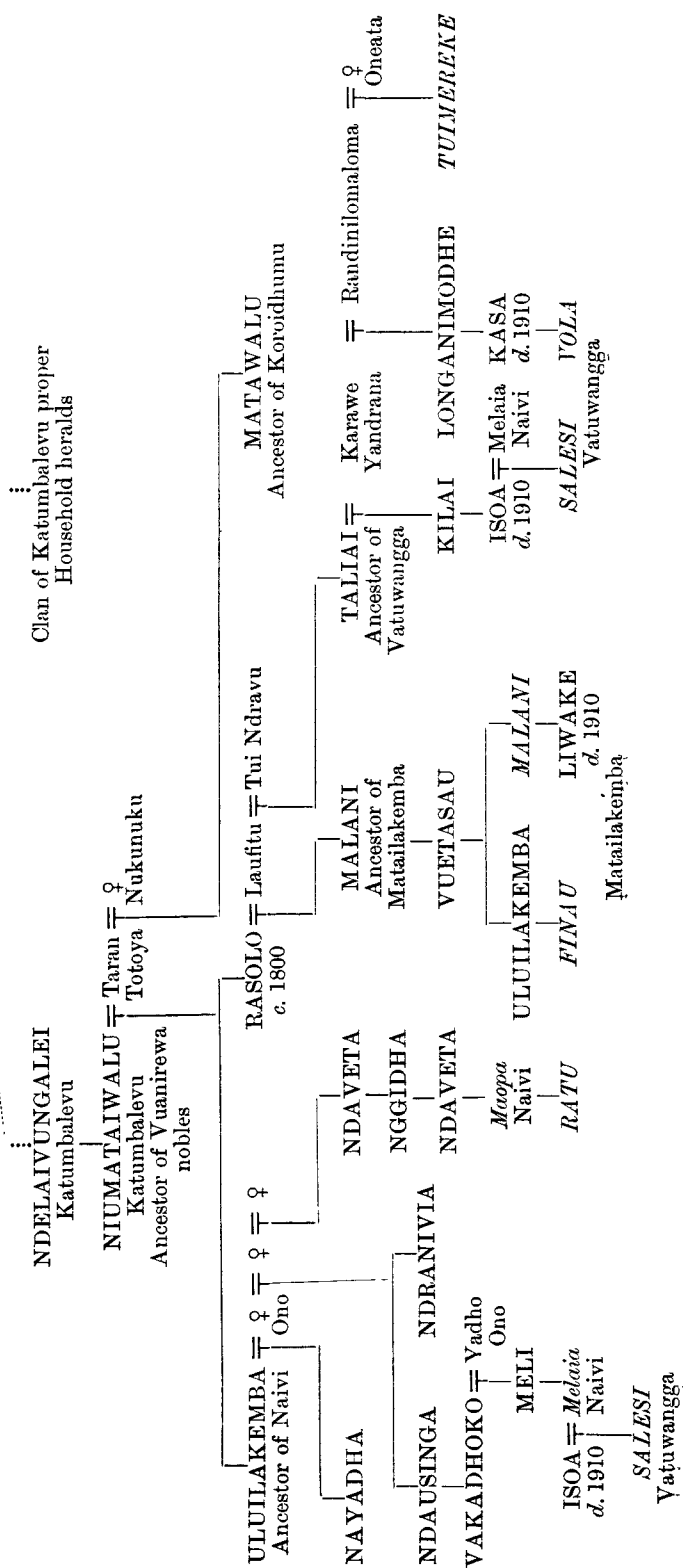 Clan of Katumbalevu proper
Household heralds
NDELAIVUNGALEI
Katumbalevu
NIUMATAIWALU = Taran = ♀
Katumbalevu Totoya Nukunuku
Ancestor of Vuanirewa
nobles
ULUILAKEMBA = ♀ = ♀ = ♀ RASOLO = Laufitu = Tui Ndravu MATAWALU
Ancestor of Naivi Ono c. 1800 Ancestor of Koroidhumu
NAYADHA NDAVETA MALANI TALIAI = Karawe = Randinilomaloma = ♀
Ancestor of Ancestor of Yandrana Oneata
Matailakemba Vatuwangga
NDAUSINGA NDRANIVIA NGGIDHA VUETASAU KILAI LONGANIMODHE TUIMEREKE
VAKADHOKO = Yadho NDAVETA
Ono
MELI Maopa ULUILAKEMBA MALANI ISOA = Melaia KASA
Naivi d. 1910 Naivi d. 1910
ISOA = Melaia RATU FINAU LIWAKE SALESI VOLA
d. 1910 Naivi d. 1910 Vatuwangga
SALESI Matailakemba
Vatuwangga